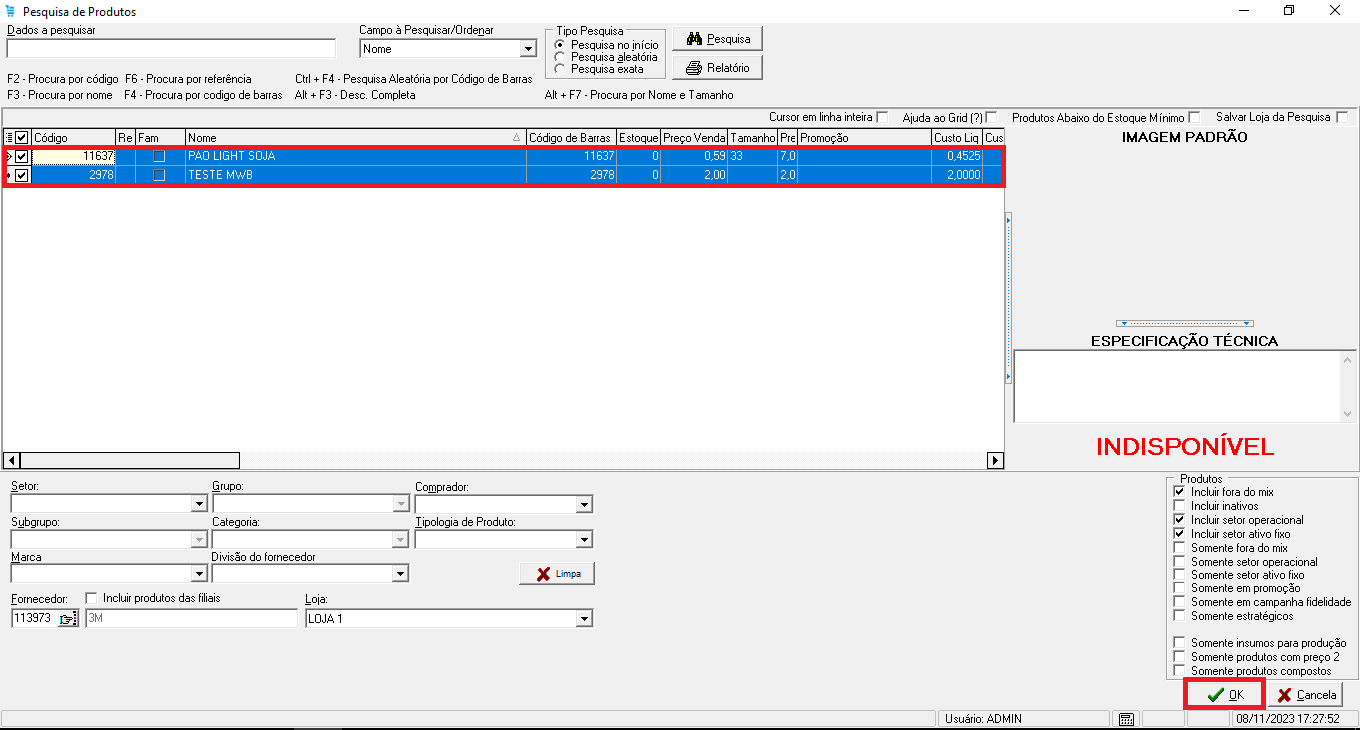 Pesquisa de Produtos
Dados a pesquisar
Campo à Pesquisar/Ordenar
Nome
Tipo Pesquisa
Pesquisa no início
Pesquisa aleatória
Pesquisa exata
Pesquisa
Relatório
F2 - Procura por código F6 - Procura por referência Ctrl + F4 - Pesquisa Aleatória por Código de Barras
F3 - Procura por nome F4 - Procura por codigo de barras Alt + F3 - Desc. Completa Alt + F7 - Procura por Nome e Tamanho
Cursor em linha inteira Ajuda ao Grid (?) Produtos Abaixo do Estoque Mínimo Salvar Loja da Pesquisa
Código Re Fam Nome Código de Barras Estoque Preço Venda Tamanho Pre Promoção Custo Liq Cus
11637 PAO LIGHT SOJA 11637 0 0,59 33 7,0 0,4525
2978 TESTE MWB 2978 0 2,00 2,0 2,0000
IMAGEM PADRÃO
ESPECIFICAÇÃO TÉCNICA
INDISPONÍVEL
Setor: Grupo: Comprador:
Subgrupo: Categoria: Tipologia de Produto:
Marca Divisão do fornecedor
Limpa
Fornecedor: Incluir produtos das filiais Loja:
113973 3M LOJA 1
Produtos
Incluir fora do mix
Incluir inativos
Incluir setor operacional
Incluir setor ativo fixo
Somente fora do mix
Somente setor operacional
Somente setor ativo fixo
Somente em promoção
Somente em campanha fidelidade
Somente estratégicos
Somente insumos para produção
Somente produtos com preço 2
Somente produtos compostos
OK Cancela
Usuário: ADMIN 08/11/2023 17:27:52